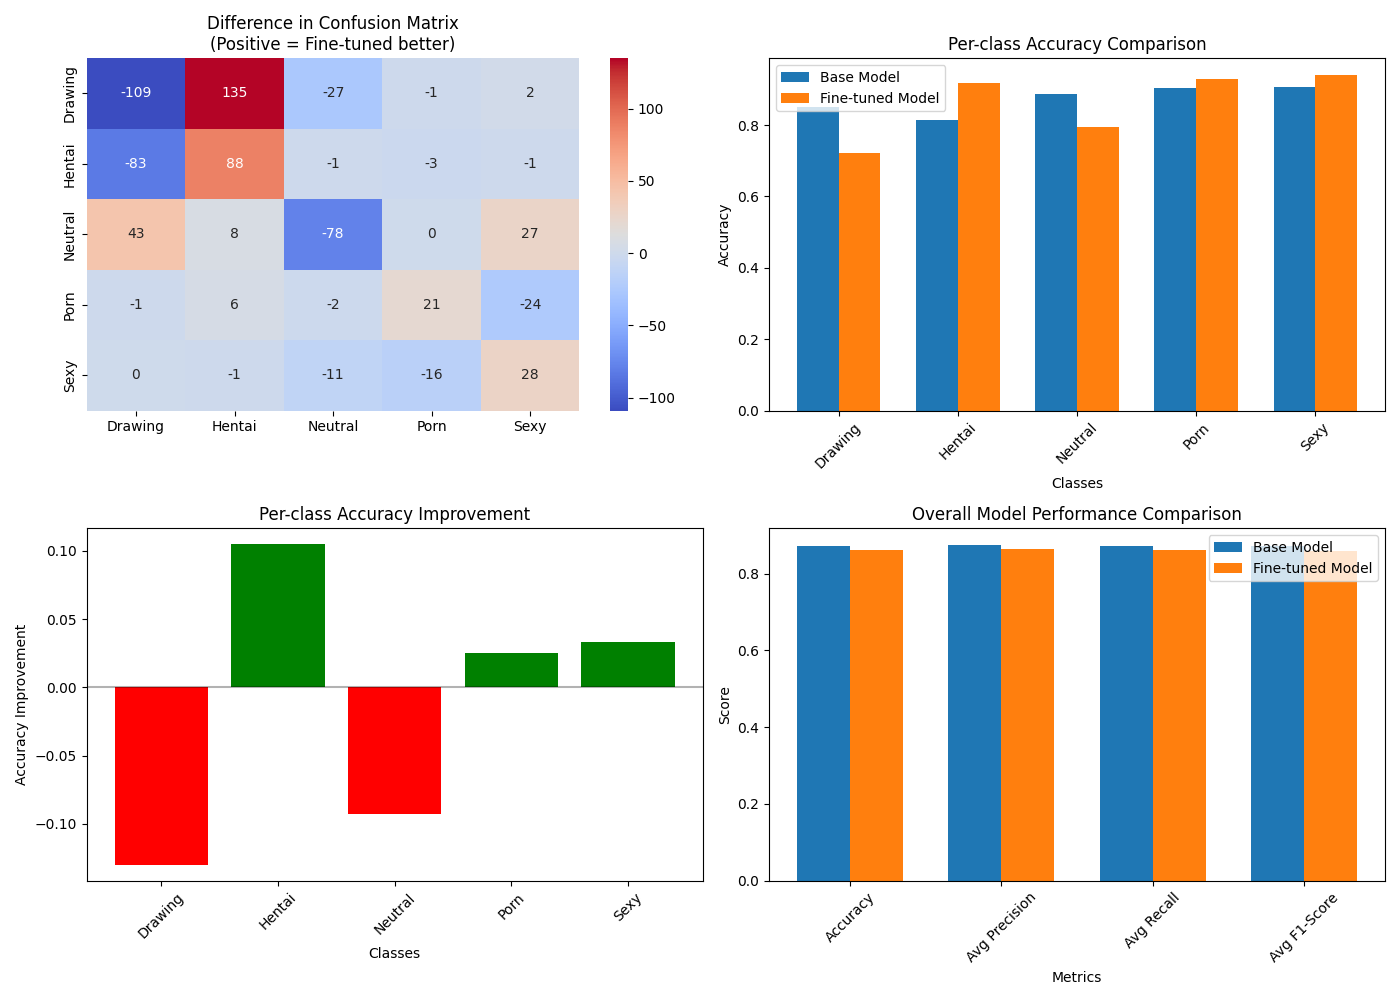 Difference in Confusion Matrix
(Positive = Fine-tuned better)
Drawing -109 135 -27 -1 2
Hentai -83 88 -1 -3 -1
Neutral 43 8 -78 0 27
Porn -1 6 -2 21 -24
Sexy 0 -1 -11 -16 28
Drawing Hentai Neutral Porn Sexy
100
50
0
−50
−100
Per-class Accuracy Comparison
Base Model
Fine-tuned Model
Accuracy
0.8
0.6
0.4
0.2
0.0
Drawing Hentai Neutral Porn Sexy
Classes
Per-class Accuracy Improvement
Accuracy Improvement
0.10
0.05
0.00
−0.05
−0.10
Drawing Hentai Neutral Porn Sexy
Classes
Overall Model Performance Comparison
Base Model
Fine-tuned Model
Score
0.8
0.6
0.4
0.2
0.0
Accuracy Avg Precision Avg Recall Avg F1-Score
Metrics